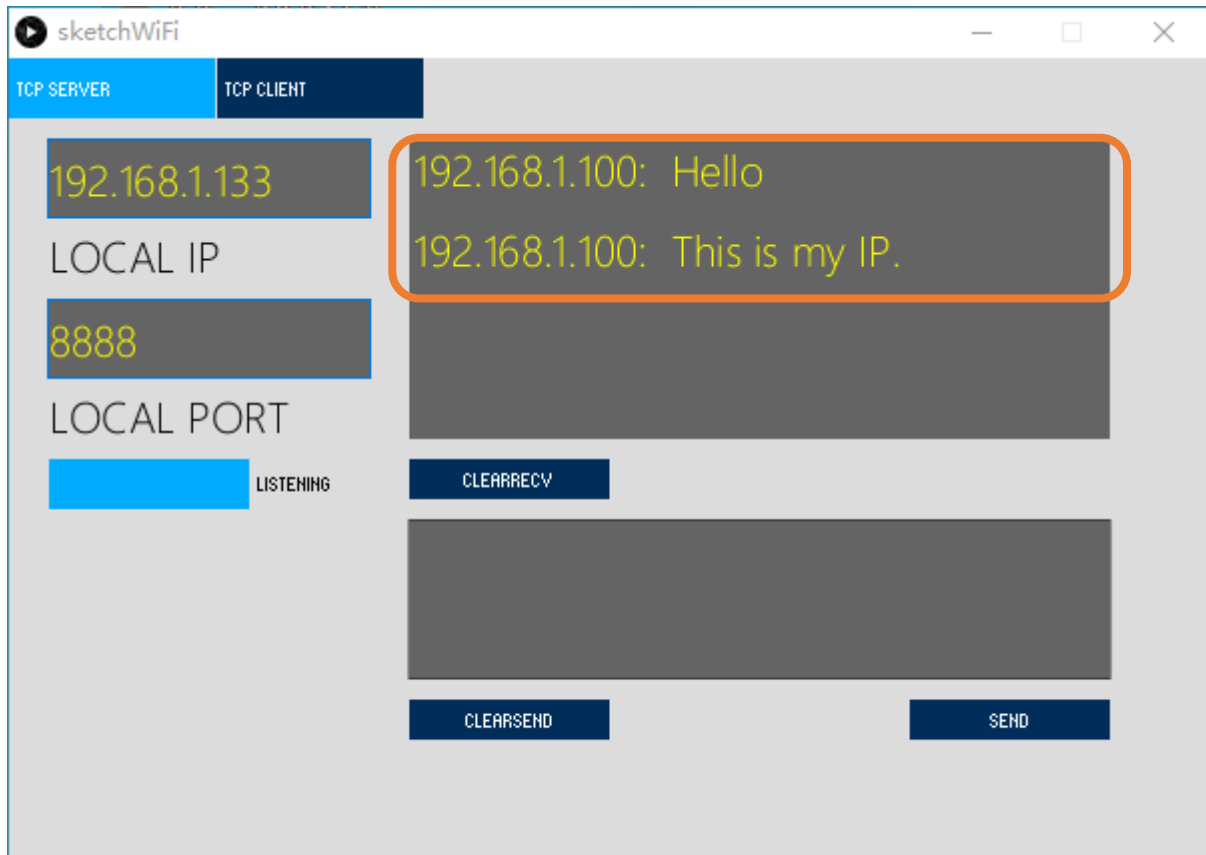 sketchWiFi
TCP SERVER
TCP CLIENT
192.168.1.133
LOCAL IP
8888
LOCAL PORT
LISTENING
192.168.1.100: Hello
192.168.1.100: This is my IP.
CLEARRECV
CLEARSEND
SEND